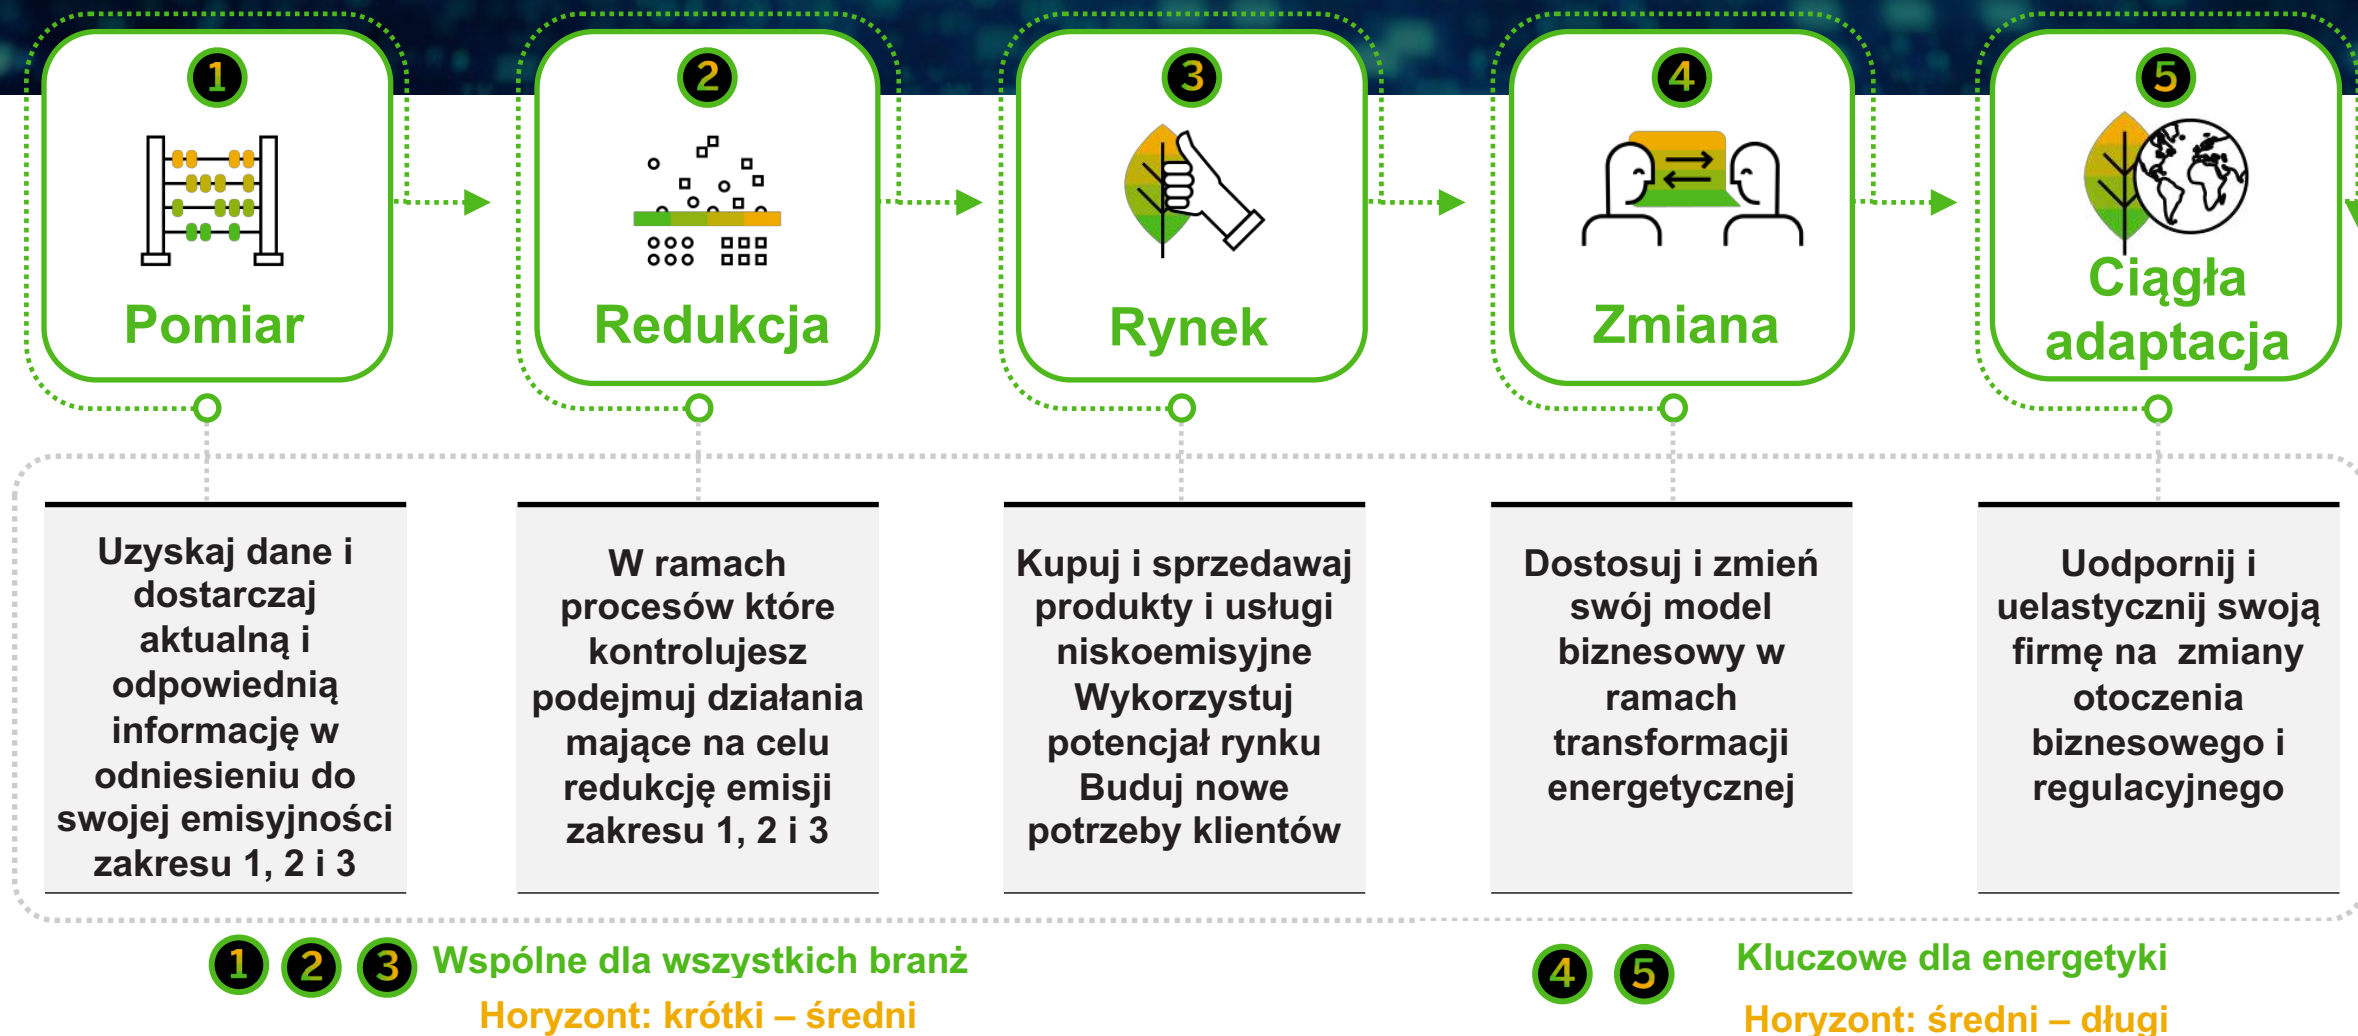 1
Pomiar
2
Redukcja
3
Rynek
4
Zmiana
5
Ciągła
adaptacja
Uzyskaj dane i
dostarczaj
aktualną i
odpowiednią
informację w
odniesieniu do
swojej emisyjności
zakresu 1, 2 i 3
W ramach
procesów które
kontrolujesz
podejmuj działania
mające na celu
redukcję emisji
zakresu 1, 2 i 3
Kupuj i sprzedawaj
produkty i usługi
niskoemisyjne
Wykorzystuj
potencjał rynku
Buduj nowe
potrzeby klientów
Dostosuj i zmień
swój model
biznesowy w
ramach
transformacji
energetycznej
Uodpornij i
uelastycznij swoją
firmę na  zmiany
otoczenia
biznesowego i
regulacyjnego
1 2 3 Wspólne dla wszystkich branż
Horyzont: krótki – średni
4 5 Kluczowe dla energetyki
Horyzont: średni – długi